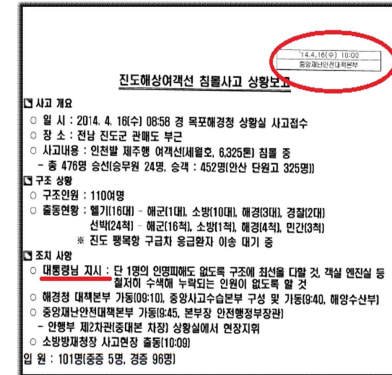 '14.4.16(수) 10:00
중앙재난안전대책본부
진도해상여객선 침몰사고 상황보고
사고 개요
○ 일 시 : 2014. 4. 16(수) 08:58 경 목포해경청 상황실 사고접수
○ 장 소 : 전남 진도군 관매도 부근
○ 사고내용 : 인천발 제주행 여객선(세월호, 6,325톤) 침몰 중
- 총 476명 승선(승무원 24명, 승객 : 452명(안산 단원고 325명))
구조 상황
○ 구조인원 : 110여명
○ 출동현황 : 헬기(16대) - 해군(1대), 소방(10대), 해경(3대), 경찰(2대)
선박(24척) - 해군(16척), 소방(1척), 해경(4척), 민간(3척)
※ 진도 팽목항 구급차 응급환자 이송 대기 중
조치 사항
○ 대통령님 지시 : 단 1명의 인명피해도 없도록 구조에 최선을 다할 것, 객실 엔진실 등
철저히 수색해 누락되는 인원이 없도록 할 것
○ 해경청 대책본부 가동(09:10), 중앙사고수습본부 구성 및 가동(9:40, 해양수산부)
○ 중앙재난안전대책본부 가동(9:45, 본부장 안전행정부장관)
- 안행부 제2차관(중대본 차장) 상황실에서 현장지휘
○ 소방방재청장 사고현장 출동(10:09)
입 원 : 101명(중증 5명, 경증 96명)